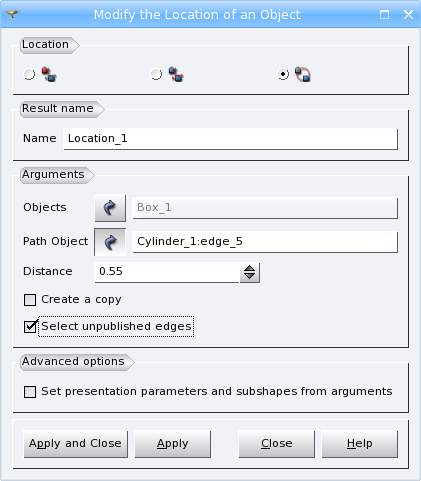 Modify the Location of an Object
Location
Result name
Name Location_1
Arguments
Objects Box_1
Path Object Cylinder_1:edge_5
Distance 0.55
Create a copy
Select unpublished edges
Advanced options
Set presentation parameters and subshapes from arguments
Apply and Close Apply Close Help